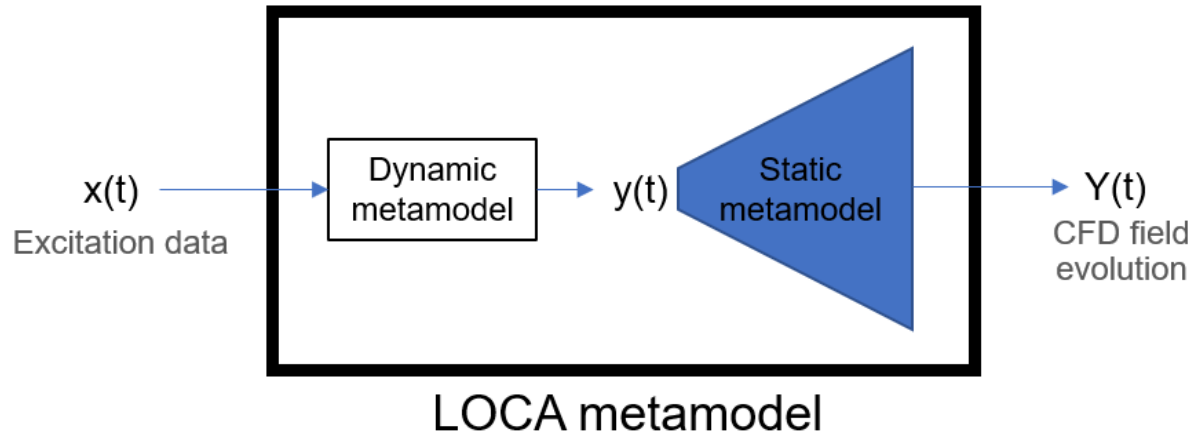 x(t)
Excitation data
Dynamic
metamodel
y(t)
Static
metamodel
Y(t)
CFD field
evolution
LOCA metamodel